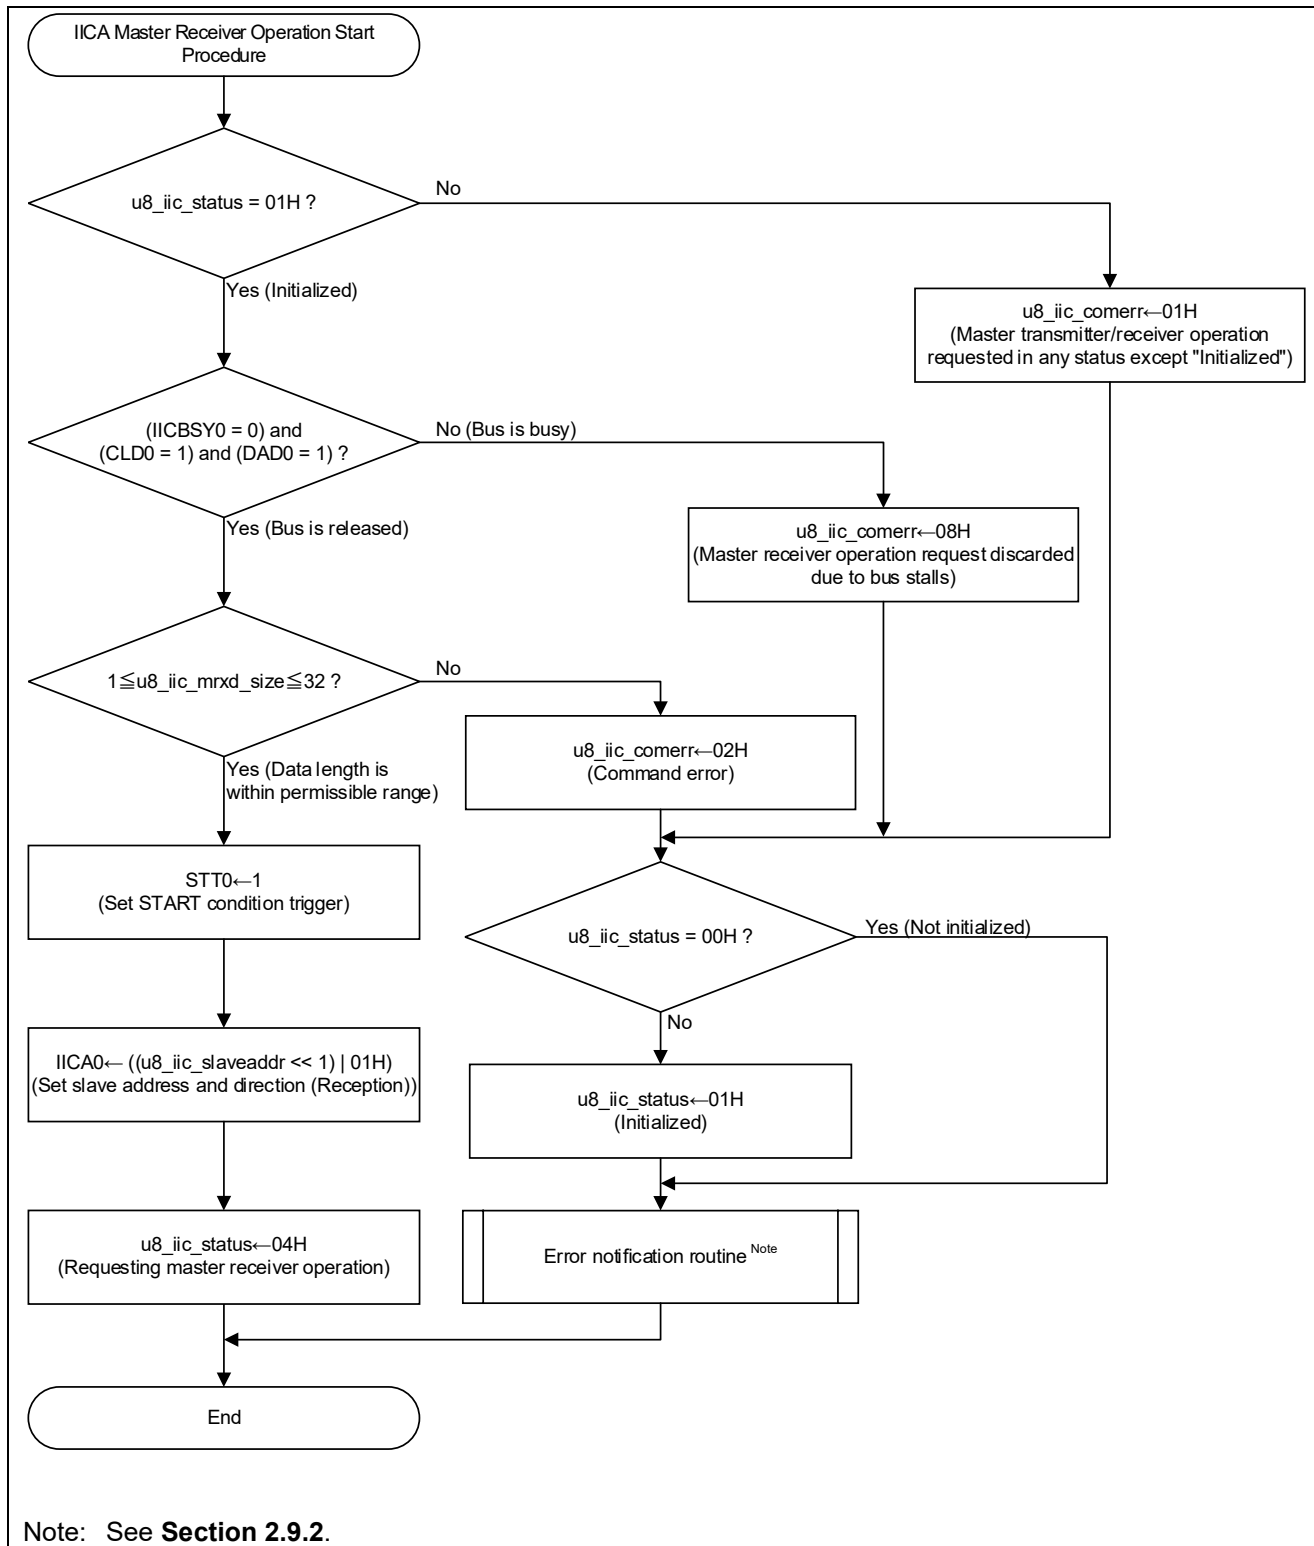 IICA Master Receiver Operation Start
Procedure
u8_iic_status = 01H ?
No
Yes (Initialized)
u8_iic_comerr←01H
(Master transmitter/receiver operation
requested in any status except "Initialized")
(IICBSY0 = 0) and
(CLD0 = 1) and (DAD0 = 1) ?
No (Bus is busy)
Yes (Bus is released)
u8_iic_comerr←08H
(Master receiver operation request discarded
due to bus stalls)
1≦u8_iic_mrxd_size≦32 ?
No
u8_iic_comerr←02H
(Command error)
Yes (Data length is
within permissible range)
STT0←1
(Set START condition trigger)
u8_iic_status = 00H ?
Yes (Not initialized)
No
IICA0← ((u8_iic_slaveaddr << 1) | 01H)
(Set slave address and direction (Reception))
u8_iic_status←01H
(Initialized)
u8_iic_status←04H
(Requesting master receiver operation)
Error notification routine Note
End
Note: See Section 2.9.2.